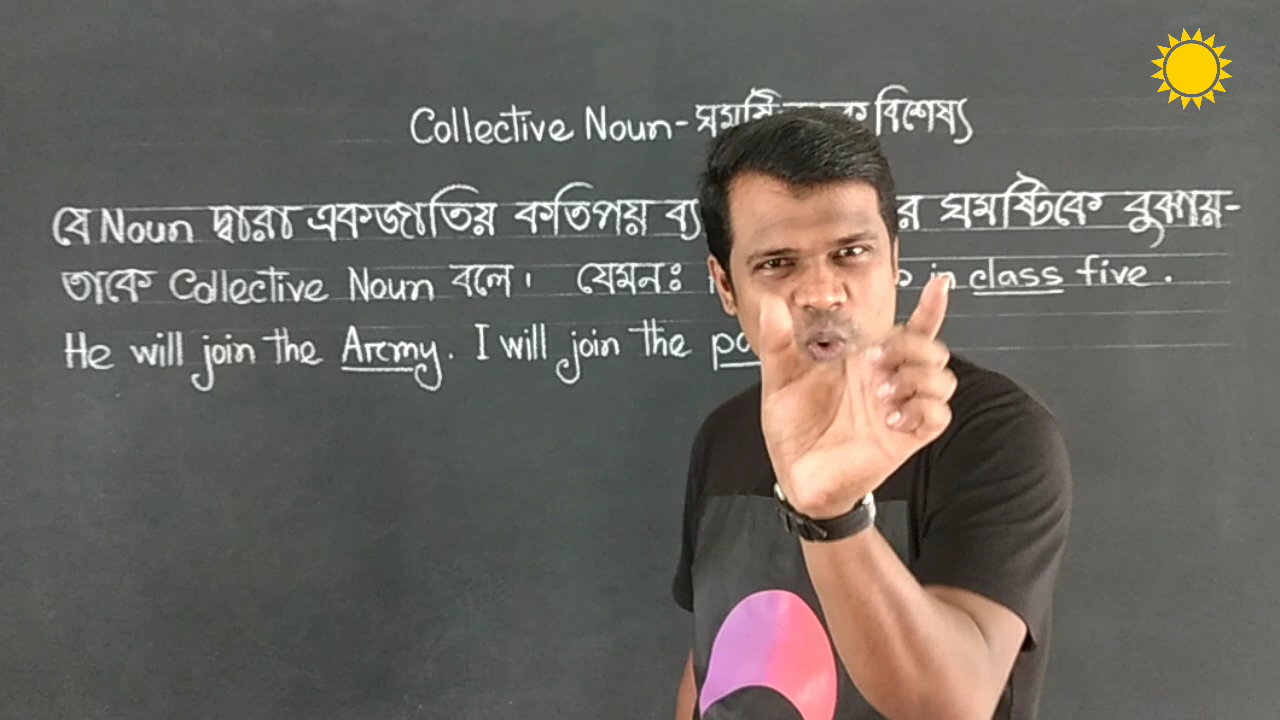 Collective Noun- বিশেষ্য
যে Noun দ্বারা একজাতিয় কতিপয় সমষ্টিকে বুঝায়-
তাকে Collective Noun বলে। যেমনঃ in class five.
He will join the Army. I will join the